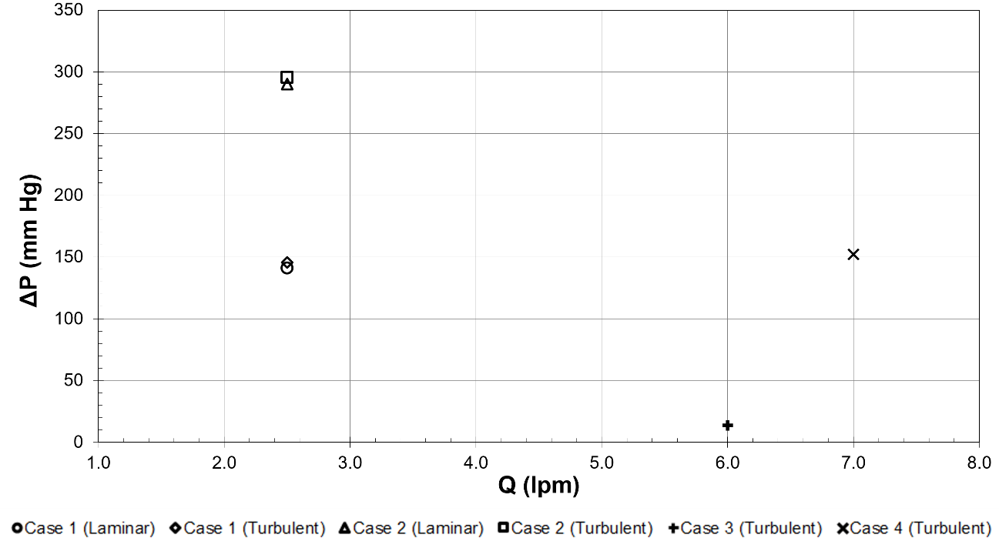 350
300
250
200
150
100
50
0
ΔP (mm Hg)
1.0 2.0 3.0 4.0 5.0 6.0 7.0 8.0
Q (lpm)
Case 1 (Laminar) Case 1 (Turbulent) Case 2 (Laminar) Case 2 (Turbulent) Case 3 (Turbulent) Case 4 (Turbulent)